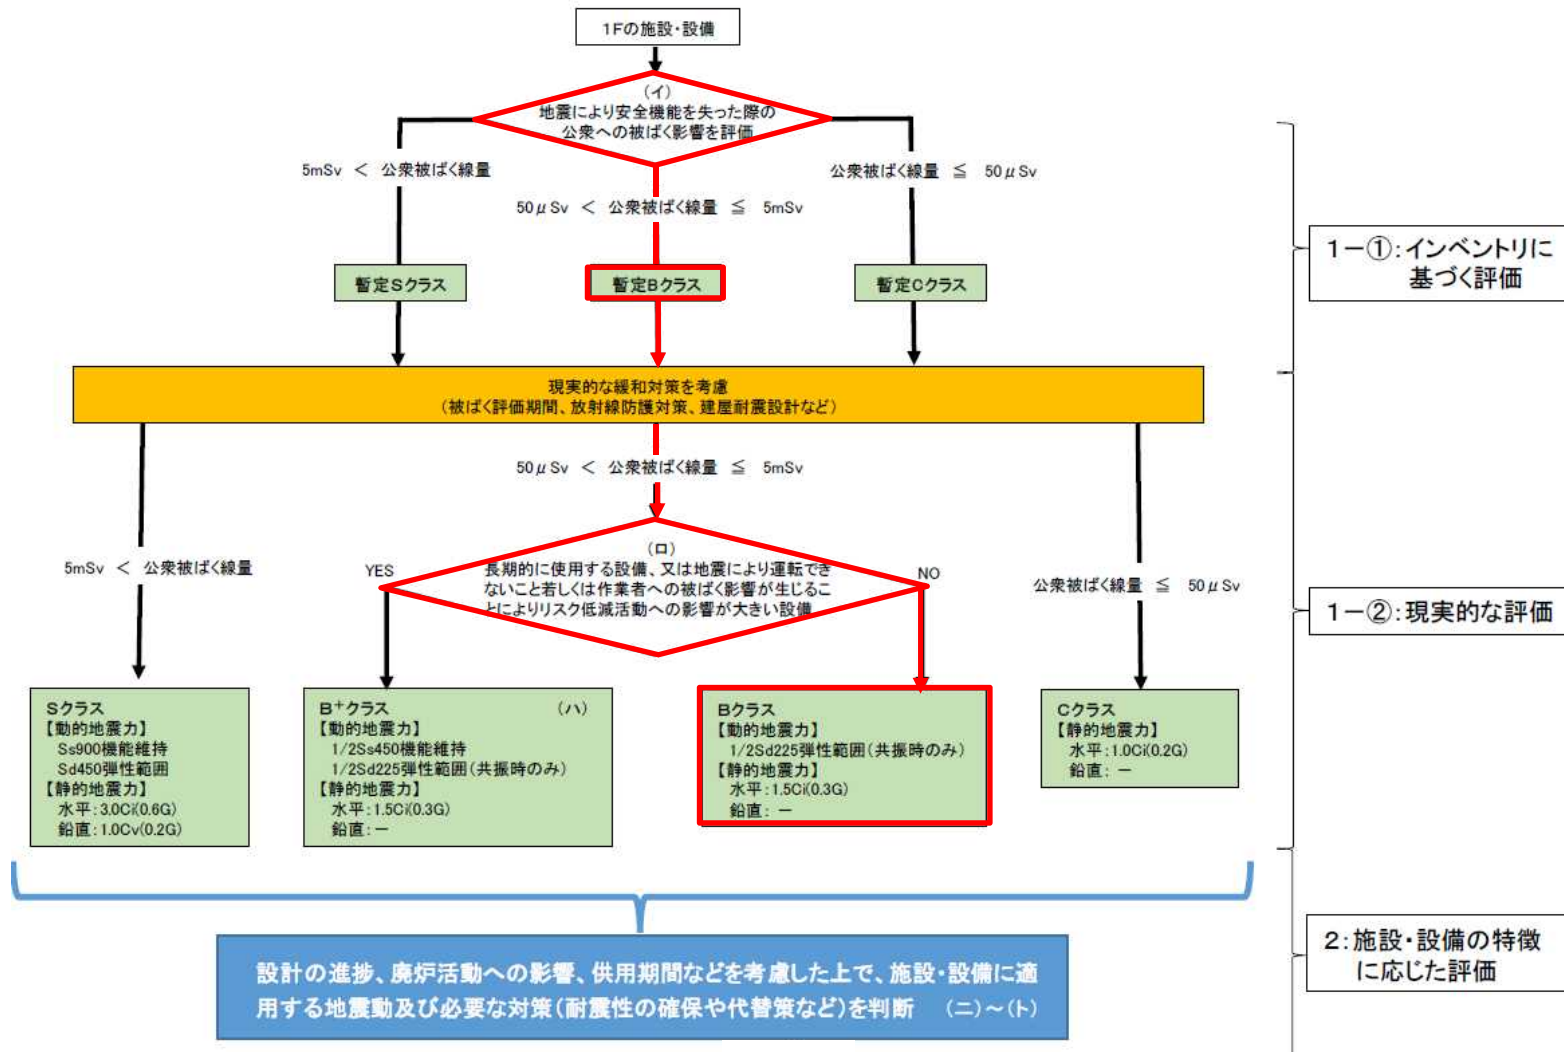 1Fの施設・設備
(イ)
地震により安全機能を失った際の
公衆への被ばく影響を評価
5mSv ＜ 公衆被ばく線量
50μSv ＜ 公衆被ばく線量 ≦ 5mSv
公衆被ばく線量 ≦ 50μSv
暫定Sクラス
暫定Bクラス
暫定Cクラス
1－①：インベントリに
基づく評価
現実的な緩和対策を考慮
(被ばく評価期間、放射線防護対策、建屋耐震設計など)
50μSv ＜ 公衆被ばく線量 ≦ 5mSv
5mSv ＜ 公衆被ばく線量
公衆被ばく線量 ≦ 50μSv
(ロ)
長期的に使用する設備、又は地震により運転でき
ないこと若しくは作業者への被ばく影響が生じるこ
とによりリスク低減活動への影響が大きい設備
YES
NO
1－②：現実的な評価
Sクラス
【動的地震力】
Ss900機能維持
Sd450弾性範囲
【静的地震力】
水平：3.0Ci(0.6G)
鉛直：1.0Cv(0.2G)
B⁺クラス (ハ)
【動的地震力】
1/2Ss450機能維持
1/2Sd225弾性範囲(共振時のみ)
【静的地震力】
水平：1.5Ci(0.3G)
鉛直：－
Bクラス
【動的地震力】
1/2Sd225弾性範囲(共振時のみ)
【静的地震力】
水平：1.5Ci(0.3G)
鉛直：－
Cクラス
【静的地震力】
水平：1.0Ci(0.2G)
鉛直：－
2：施設・設備の特徴
に応じた評価
設計の進捗、廃炉活動への影響、供用期間などを考慮した上で、施設・設備に適
用する地震動及び必要な対策(耐震性の確保や代替策など)を判断 (ニ)～(ト)